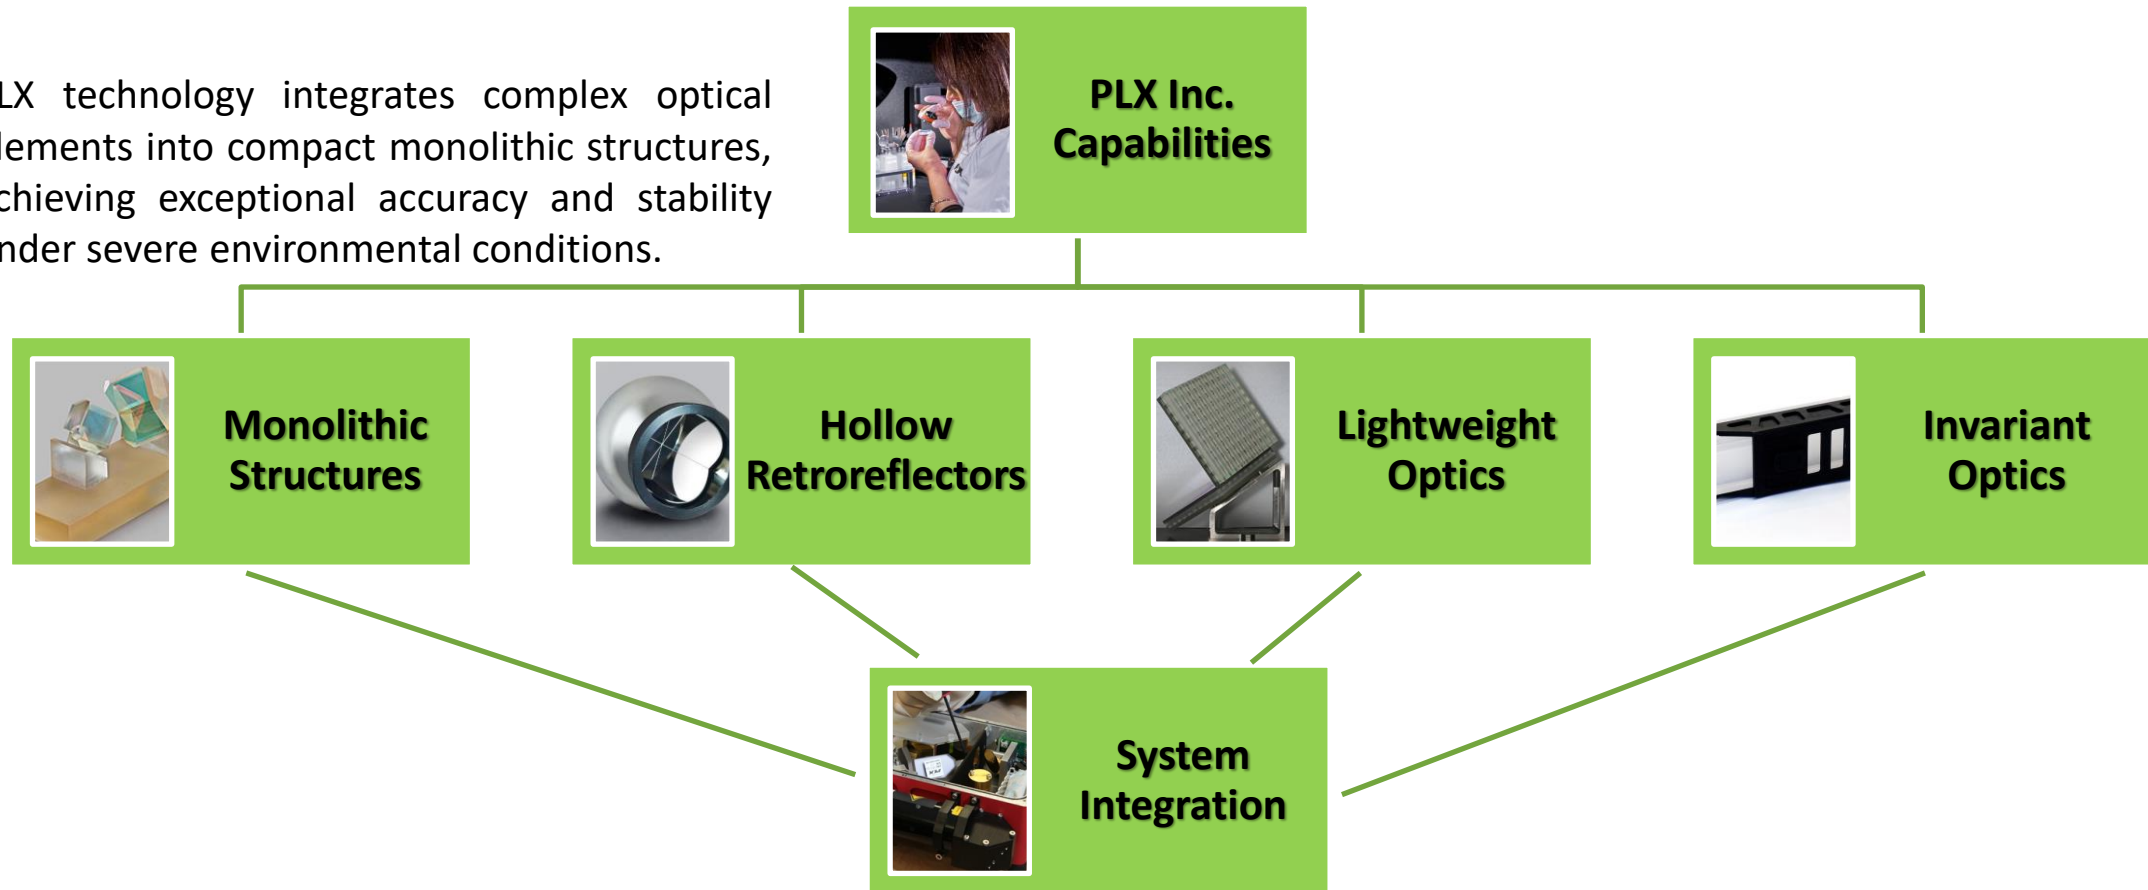 LX technology integrates complex optical
lements into compact monolithic structures,
chieving exceptional accuracy and stability
nder severe environmental conditions.
PLX Inc.
Capabilities
Monolithic
Structures
Hollow
Retroreflectors
Lightweight
Optics
Invariant
Optics
System
Integration